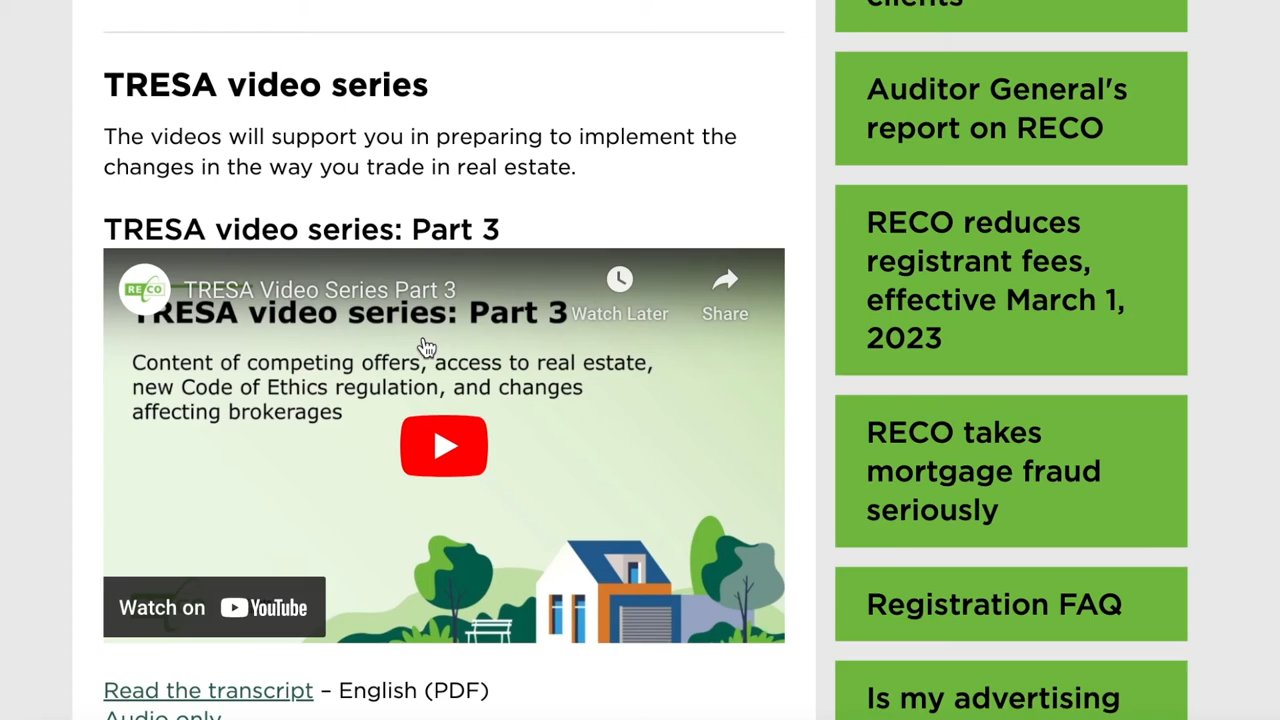 TRESA video series
The videos will support you in preparing to implement the
changes in the way you trade in real estate.
TRESA video series: Part 3
RECO
TRESA Video Series Part 3
TRESA video series: Part 3
Watch Later
Share
Content of competing offers, access to real estate,
new Code of Ethics regulation, and changes
affecting brokerages
Watch on YouTube
Read the transcript – English (PDF)
Audio only
clients
Auditor General's
report on RECO
RECO reduces
registrant fees,
effective March 1,
2023
RECO takes
mortgage fraud
seriously
Registration FAQ
Is my advertising